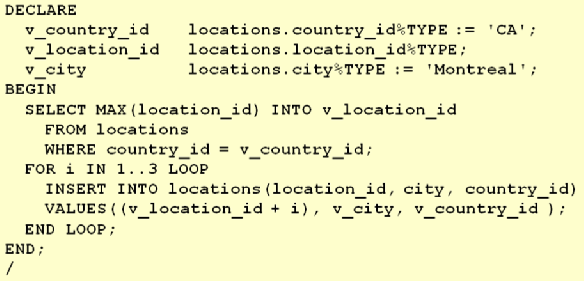 DECLARE
  v_country_id    locations.country_id%TYPE := 'CA';
  v_location_id   locations.location_id%TYPE;
  v_city          locations.city%TYPE := 'Montreal';
BEGIN
  SELECT MAX(location_id) INTO v_location_id
    FROM locations
    WHERE country_id = v_country_id;
  FOR i IN 1..3 LOOP
    INSERT INTO locations(location_id, city, country_id)
    VALUES((v_location_id + i), v_city, v_country_id );
  END LOOP;
END;
/